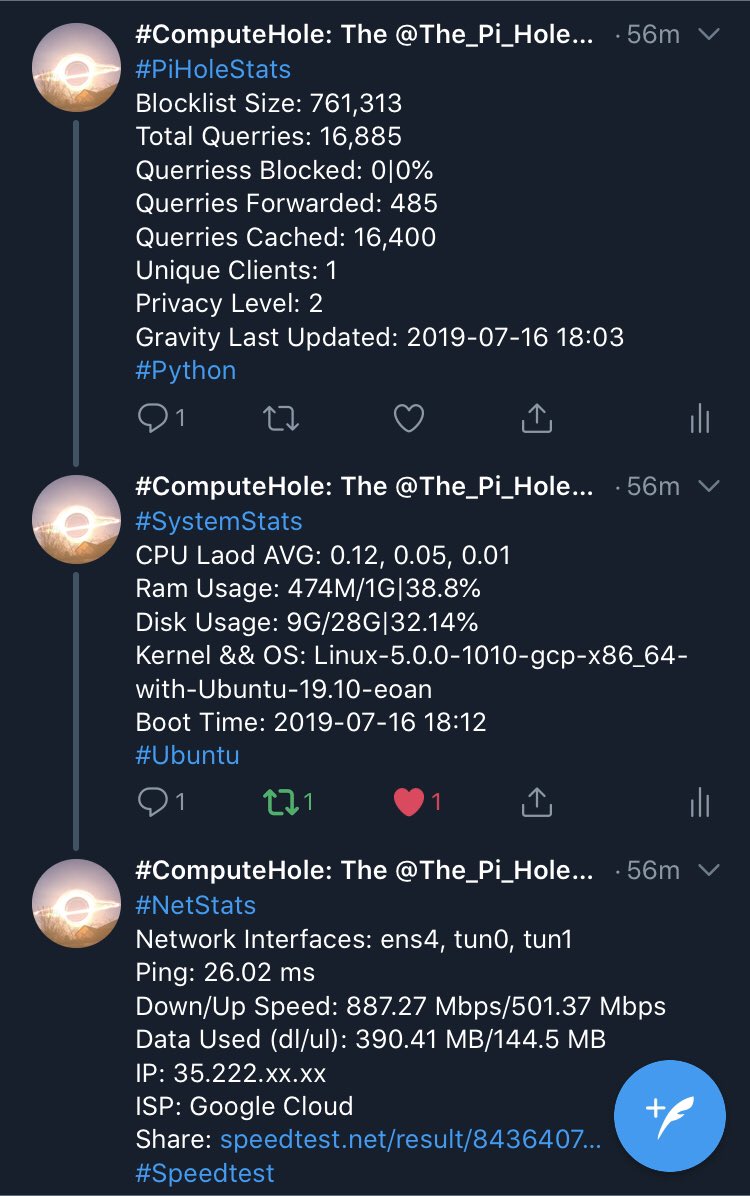 #ComputeHole: The @The_Pi_Hole... · 56m
#PiHoleStats
Blocklist Size: 761,313
Total Querries: 16,885
Querriess Blocked: 0|0%
Querries Forwarded: 485
Querries Cached: 16,400
Unique Clients: 1
Privacy Level: 2
Gravity Last Updated: 2019-07-16 18:03
#Python
1
#ComputeHole: The @The_Pi_Hole... · 56m
#SystemStats
CPU Laod AVG: 0.12, 0.05, 0.01
Ram Usage: 474M/1G|38.8%
Disk Usage: 9G/28G|32.14%
Kernel && OS: Linux-5.0.0-1010-gcp-x86_64-
with-Ubuntu-19.10-eoan
Boot Time: 2019-07-16 18:12
#Ubuntu
1 1 1
#ComputeHole: The @The_Pi_Hole... · 56m
#NetStats
Network Interfaces: ens4, tun0, tun1
Ping: 26.02 ms
Down/Up Speed: 887.27 Mbps/501.37 Mbps
Data Used (dl/ul): 390.41 MB/144.5 MB
IP: 35.222.xx.xx
ISP: Google Cloud
Share: speedtest.net/result/8436407...
#Speedtest